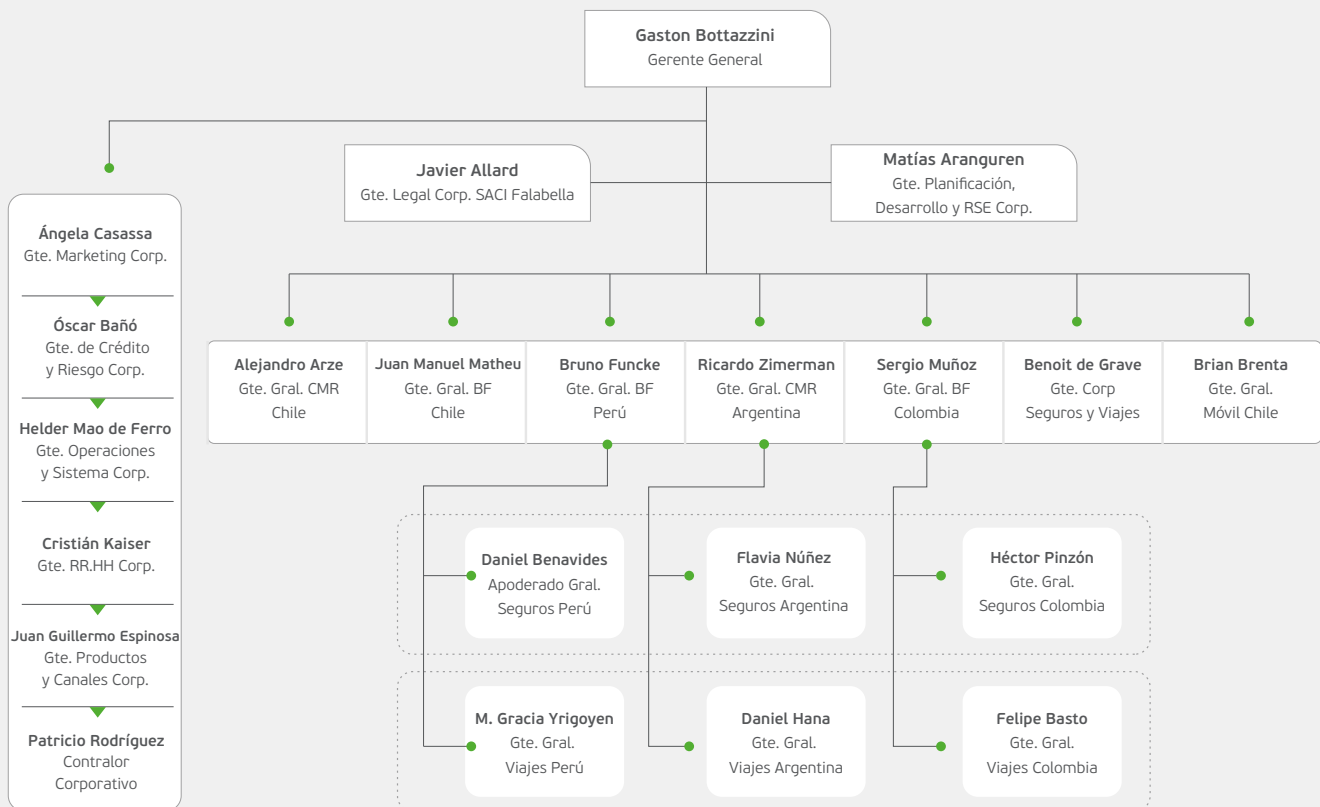 Gaston Bottazzini
Gerente General
Javier Allard
Gte. Legal Corp. SACI Falabella
Matías Aranguren
Gte. Planificación,
Desarrollo y RSE Corp.
Ángela Casassa
Gte. Marketing Corp.
Óscar Bañó
Gte. de Crédito
y Riesgo Corp.
Helder Mao de Ferro
Gte. Operaciones
y Sistema Corp.
Cristián Kaiser
Gte. RR.HH Corp.
Juan Guillermo Espinosa
Gte. Productos
y Canales Corp.
Patricio Rodríguez
Contralor
Corporativo
Alejandro Arze
Gte. Gral. CMR
Chile
Juan Manuel Matheu
Gte. Gral. BF
Chile
Bruno Funcke
Gte. Gral. BF
Perú
Ricardo Zimerman
Gte. Gral. CMR
Argentina
Sergio Muñoz
Gte. Gral. BF
Colombia
Benoit de Grave
Gte. Corp
Seguros y Viajes
Brian Brenta
Gte. Gral.
Móvil Chile
Daniel Benavides
Apoderado Gral.
Seguros Perú
Flavia Núñez
Gte. Gral.
Seguros Argentina
Héctor Pinzón
Gte. Gral.
Seguros Colombia
M. Gracia Yrigoyen
Gte. Gral.
Viajes Perú
Daniel Hana
Gte. Gral.
Viajes Argentina
Felipe Basto
Gte. Gral.
Viajes Colombia